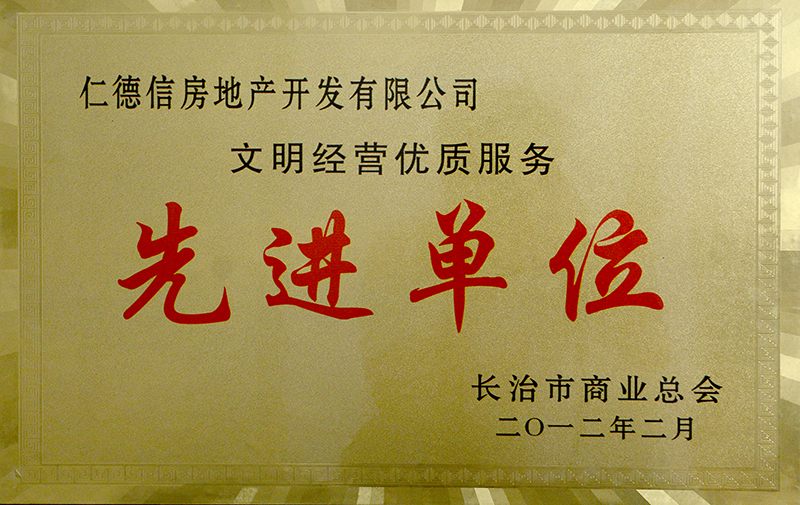 仁德信房地产开发有限公司
文明经营优质服务
先进单位
长治市商业总会
二〇一二年二月